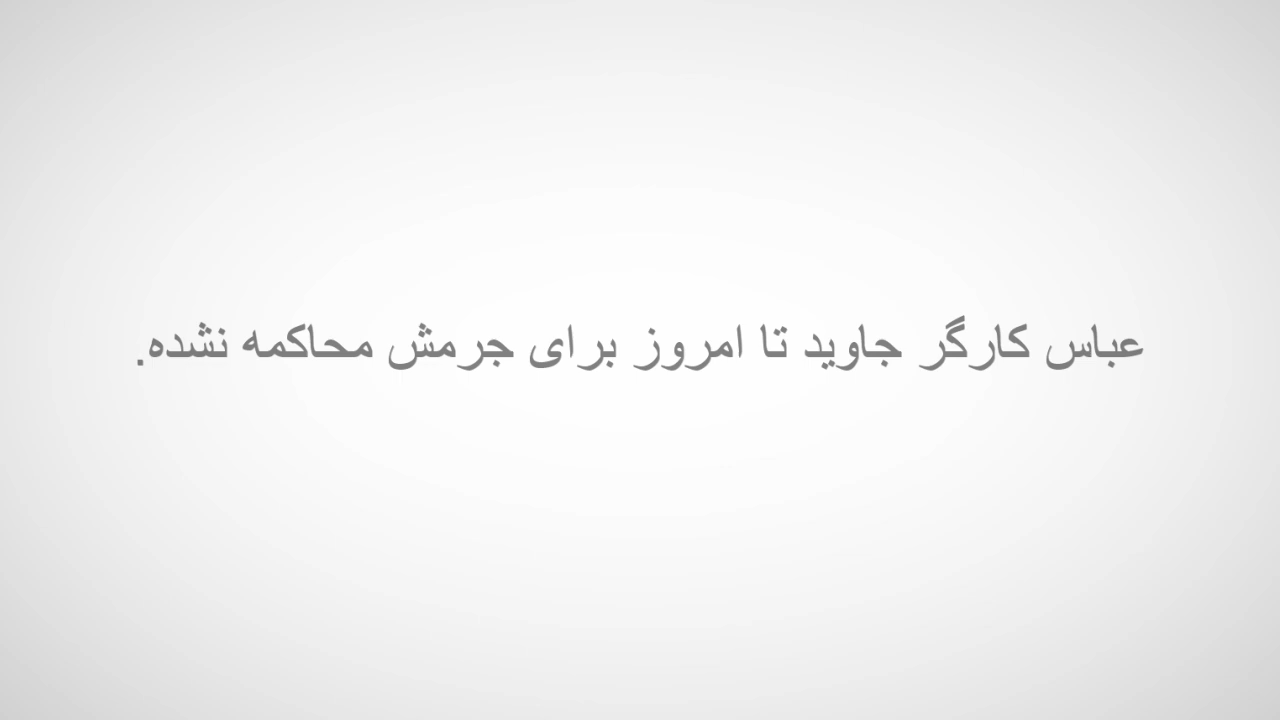 عباس کارگر جاوید تا امروز برای جرمش محاکمه نشده.